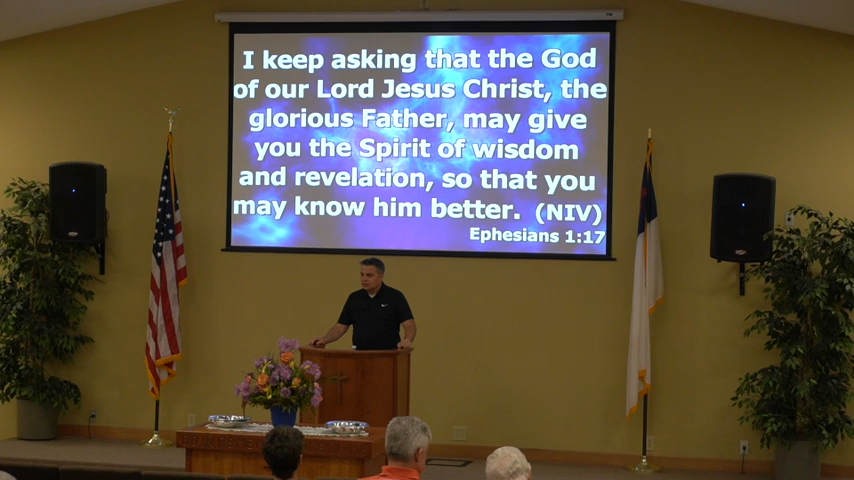 I keep asking that the God
of our Lord Jesus Christ, the
glorious Father, may give
you the Spirit of wisdom
and revelation, so that you
may know him better. (NIV)
Ephesians 1:17